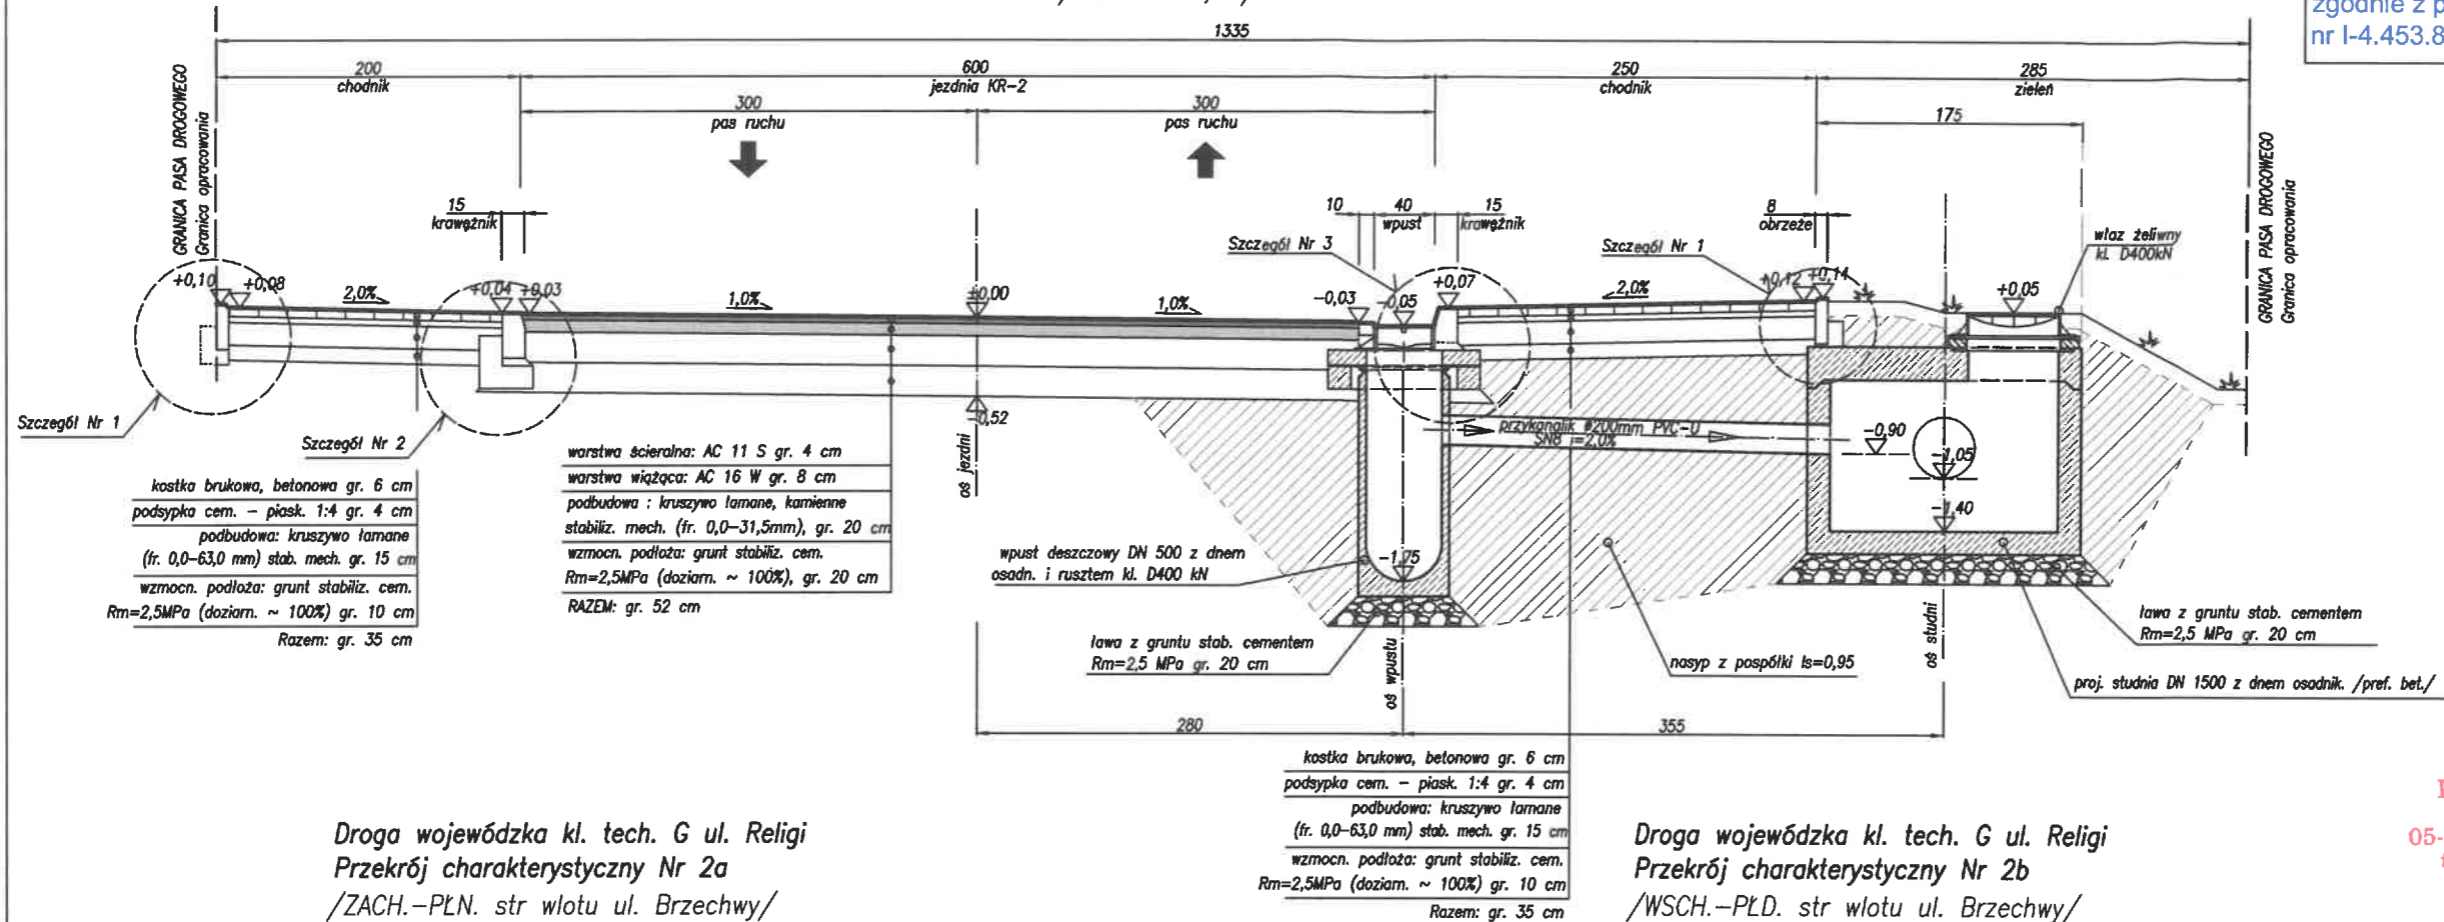 zgodnie z p
nr I-4.453.8
1335
200
chodnik
600
jezdnia KR-2
250
chodnik
285
zieleń
300
pas ruchu
300
pas ruchu
175
GRANICA PASA DROGOWEGO
Granica opracowania
GRANICA PASA DROGOWEGO
Granica opracowania
15
krawężnik
10
40
wpust
15
krawężnik
8
obrzeże
Szczegół Nr 3
Szczegół Nr 1
właz żeliwny
kl. D400kN
+0,10
+0,08
2,0%
+0,04
+0,03
1,0%
±0,00
1,0%
-0,03
-0,05
+0,07
2,0%
+0,12
+0,14
+0,05
-0,52
oś jezdni
przykanalik ø200mm PVC-U
SN8 i=2,0%
-0,90
-1,05
-1,40
-1,75
Szczegół Nr 1
Szczegół Nr 2
kostka brukowa, betonowa gr. 6 cm
podsypka cem. - piask. 1:4 gr. 4 cm
podbudowa: kruszywo łamane
(fr. 0,0-63,0 mm) stab. mech. gr. 15 cm
wzmocn. podłoża: grunt stabiliz. cem.
Rm=2,5MPa (doziarn. ~ 100%) gr. 10 cm
Razem: gr. 35 cm
warstwa ścieralna: AC 11 S gr. 4 cm
warstwa wiążąca: AC 16 W gr. 8 cm
podbudowa : kruszywo łamane, kamienne
stabiliz. mech. (fr. 0,0-31,5mm), gr. 20 cm
wzmocn. podłoża: grunt stabiliz. cem.
Rm=2,5MPa (doziarn. ~ 100%), gr. 20 cm
RAZEM: gr. 52 cm
wpust deszczowy DN 500 z dnem
osadn. i rusztem kl. D400 kN
ława z gruntu stab. cementem
Rm=2,5 MPa gr. 20 cm
oś wpustu
nasyp z pospółki Is=0,95
oś studni
ława z gruntu stab. cementem
Rm=2,5 MPa gr. 20 cm
proj. studnia DN 1500 z dnem osadnik. /pref. bet./
280
355
kostka brukowa, betonowa gr. 6 cm
podsypka cem. - piask. 1:4 gr. 4 cm
podbudowa: kruszywo łamane
(fr. 0,0-63,0 mm) stab. mech. gr. 15 cm
wzmocn. podłoża: grunt stabiliz. cem.
Rm=2,5MPa (doziarn. ~ 100%) gr. 10 cm
Razem: gr. 35 cm
Droga wojewódzka kl. tech. G ul. Religi
Przekrój charakterystyczny Nr 2a
/ZACH.-PŁN. str wlotu ul. Brzechwy/
Droga wojewódzka kl. tech. G ul. Religi
Przekrój charakterystyczny Nr 2b
/WSCH.-PŁD. str wlotu ul. Brzechwy/
05-